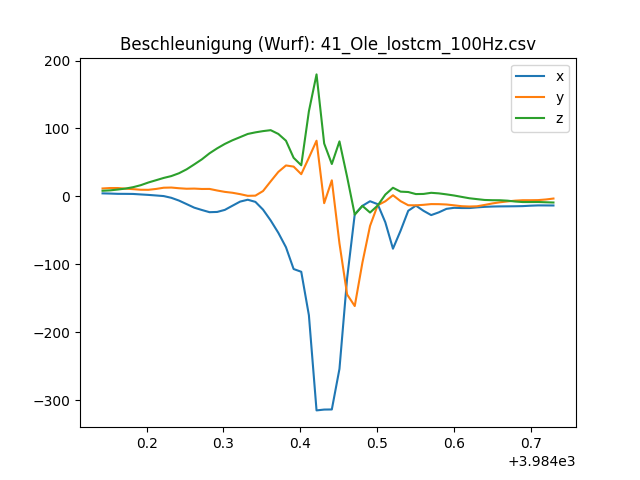 Beschleunigung (Wurf): 41_Ole_lostcm_100Hz.csv
200
100
0
−100
−200
−300
x
y
z
0.2 0.3 0.4 0.5 0.6 0.7
+3.984e3